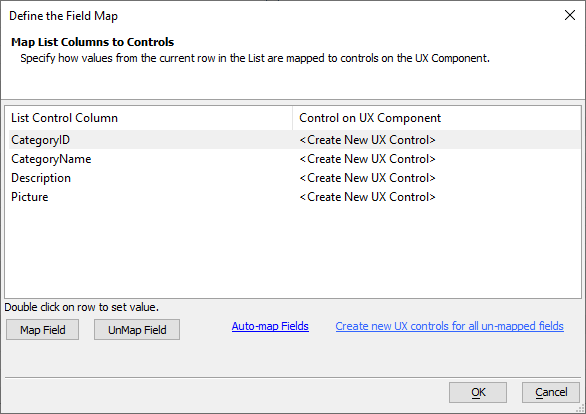 Define the Field Map
Map List Columns to Controls
Specify how values from the current row in the List are mapped to controls on the UX Component.
List Control Column Control on UX Component
CategoryID <Create New UX Control>
CategoryName <Create New UX Control>
Description <Create New UX Control>
Picture <Create New UX Control>
Double click on row to set value.
Map Field UnMap Field Auto-map Fields Create new UX controls for all un-mapped fields
OK Cancel